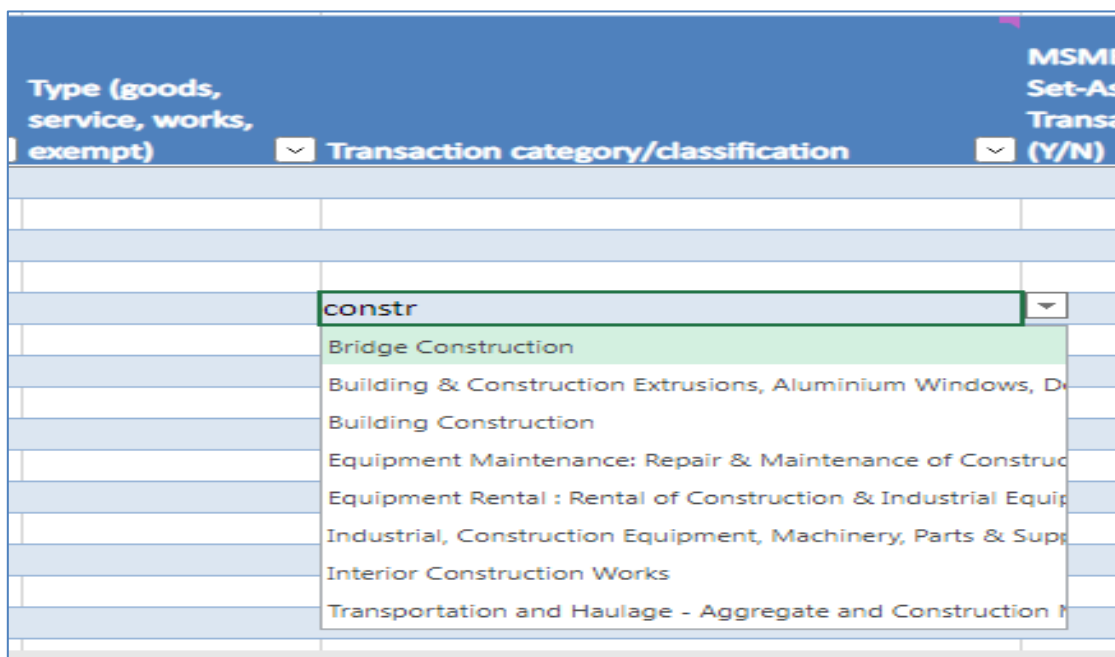 Type (goods,
service, works,
exempt)
Transaction category/classification
Set-As
(Y/N)
constr
Bridge Construction
Building & Construction Extrusions, Aluminium Windows,
Building Construction
Equipment Maintenance: Repair & Maintenance of
Equipment Rental : Rental of Construction & Industrial
Industrial, Construction Equipment, Machinery, Parts &
Interior Construction Works
Transportation and Haulage - Aggregate and Construction